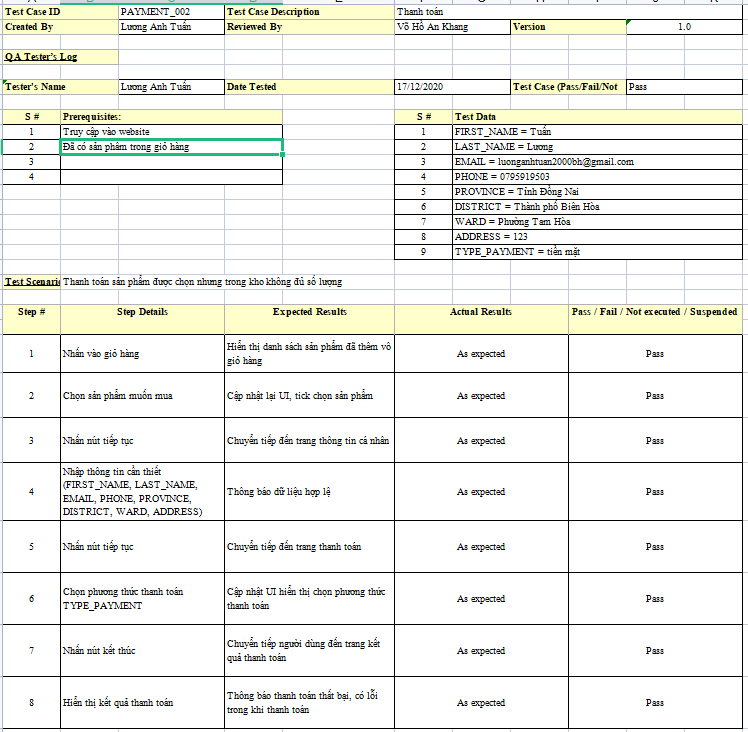 Test Case ID PAYMENT_002 Test Case Description Thanh toán
Created By Lương Anh Tuấn Reviewed By Võ Hồ An Khang Version 1.0
QA Tester's Log
Tester's Name Lương Anh Tuấn Date Tested 17/12/2020 Test Case (Pass/Fail/Not Pass
S # Prerequisites: S # Test Data
1 Truy cập vào website 1 FIRST_NAME = Tuấn
2 Đã có sản phẩm trong giỏ hàng 2 LAST_NAME = Lương
3 3 EMAIL = luonganhtuan2000bh@gmail.com
4 4 PHONE = 0795919503
5 PROVINCE = Tỉnh Đồng Nai
6 DISTRICT = Thành phố Biên Hòa
7 WARD = Phường Tam Hòa
8 ADDRESS = 123
9 TYPE_PAYMENT = tiền mặt
Test Scenario Thanh toán sản phẩm được chọn nhưng trong kho không đủ số lượng
Step # Step Details Expected Results Actual Results Pass / Fail / Not executed / Suspended
1 Nhấn vào giỏ hàng Hiển thị danh sách sản phẩm đã thêm vô
giỏ hàng As expected Pass
2 Chọn sản phẩm muốn mua Cập nhật lại UI, tick chọn sản phẩm As expected Pass
3 Nhấn nút tiếp tục Chuyển tiếp đến trang thông tin cá nhân As expected Pass
4 Nhập thông tin cần thiết
(FIRST_NAME, LAST_NAME,
EMAIL, PHONE, PROVINCE,
DISTRICT, WARD, ADDRESS) Thông báo dữ liệu hợp lệ As expected Pass
5 Nhấn nút tiếp tục Chuyển tiếp đến trang thanh toán As expected Pass
6 Chọn phương thức thanh toán
TYPE_PAYMENT Cập nhật UI hiển thị chọn phương thức
thanh toán As expected Pass
7 Nhấn nút kết thúc Chuyển tiếp người dùng đến trang kết
quả thanh toán As expected Pass
8 Hiển thị kết quả thanh toán Thông báo thanh toán thất bại, có lỗi
trong khi thanh toán As expected Pass